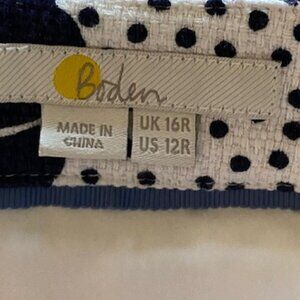 Boden
MADE IN
CHINA
UK 16R
US 12R